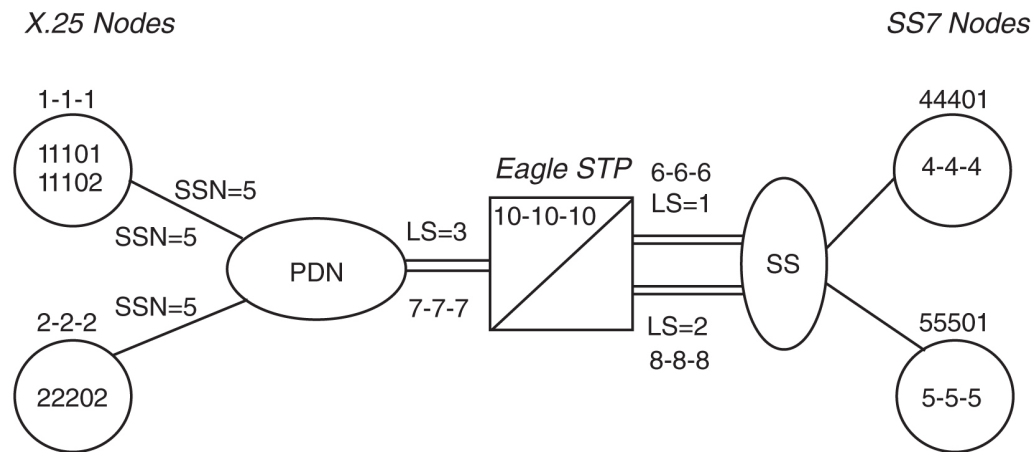 X.25 Nodes
SS7 Nodes
1-1-1
11101
11102
SSN=5
SSN=5
SSN=5
2-2-2
22202
PDN
LS=3
7-7-7
Eagle STP
10-10-10
6-6-6
LS=1
LS=2
8-8-8
SS
44401
4-4-4
55501
5-5-5